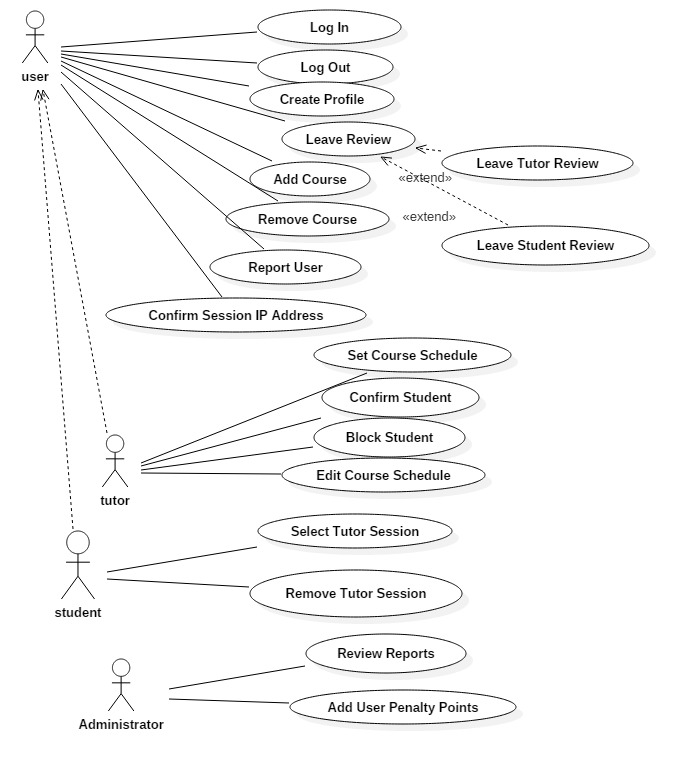 Log In
Log Out
user
Create Profile
Leave Review
Leave Tutor Review
«extend»
Add Course
Remove Course
«extend»
Leave Student Review
Report User
Confirm Session IP Address
Set Course Schedule
Confirm Student
Block Student
Edit Course Schedule
tutor
Select Tutor Session
Remove Tutor Session
student
Review Reports
Add User Penalty Points
Administrator